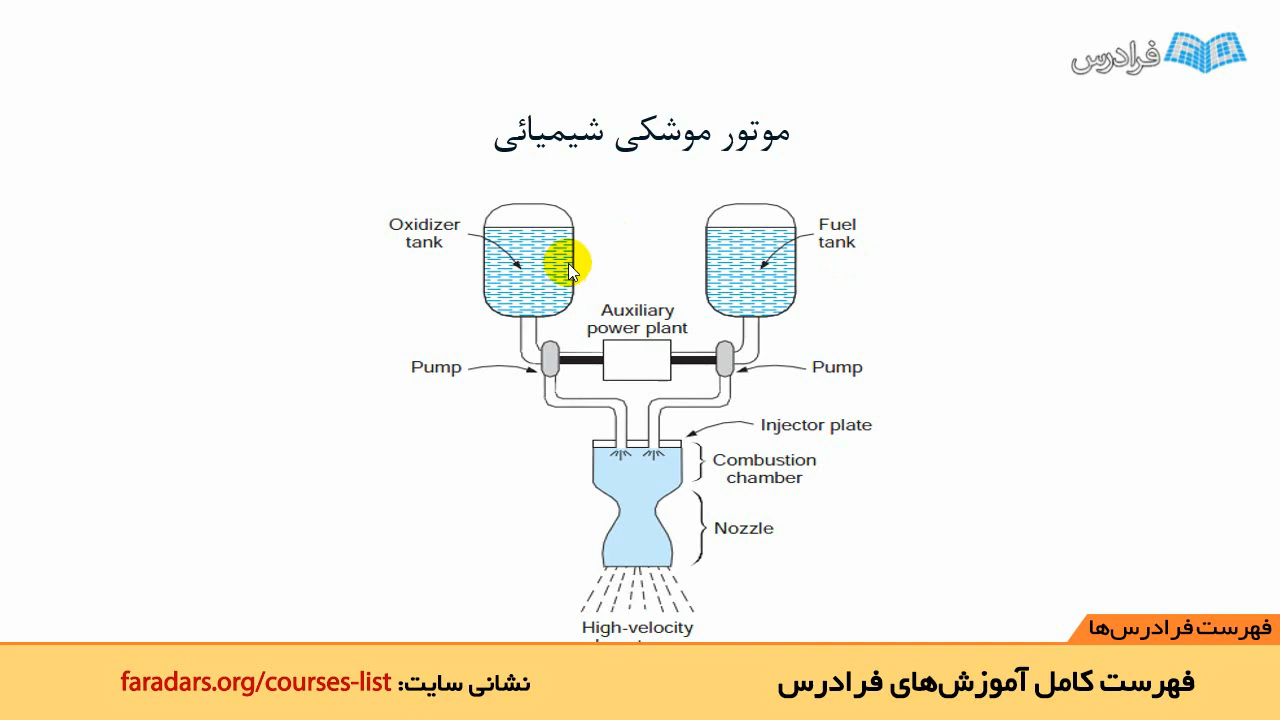 فرادرس
موتور موشکی شیمیائی
Oxidizer
tank
Fuel
tank
Auxiliary
power plant
Pump
Pump
Injector plate
Combustion
chamber
Nozzle
High-velocity
فهرست فرادرس‌ها
فهرست کامل آموزش‌های فرادرس
نشانی سایت: faradars.org/courses-list